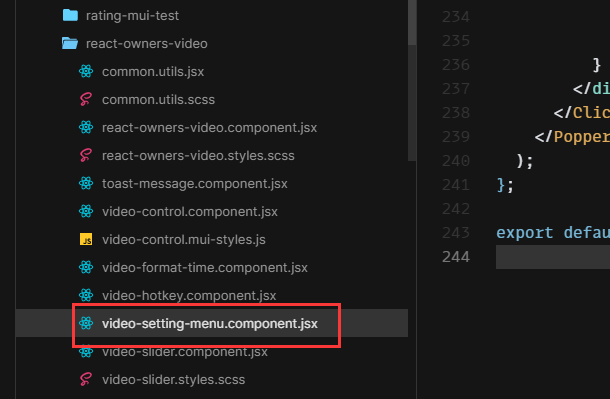 rating-mui-test
react-owners-video
common.utils.jsx
common.utils.scss
react-owners-video.component.jsx
react-owners-video.styles.scss
toast-message.component.jsx
video-control.component.jsx
JS video-control.mui-styles.js
video-format-time.component.jsx
video-hotkey.component.jsx
video-setting-menu.component.jsx
video-slider.component.jsx
video-slider.styles.scss
234
235
236 }
237 </di
238 </Clic
239 </Popper
240 );
241 };
242
243 export defau
244